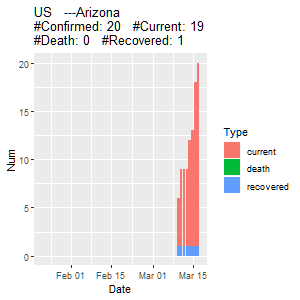 US   ---Arizona
#Confirmed: 20   #Current: 19
#Death: 0   #Recovered: 1
20
15
10
5
0
Num
Feb 01   Feb 15   Mar 01   Mar 15
Date
Type
current
death
recovered